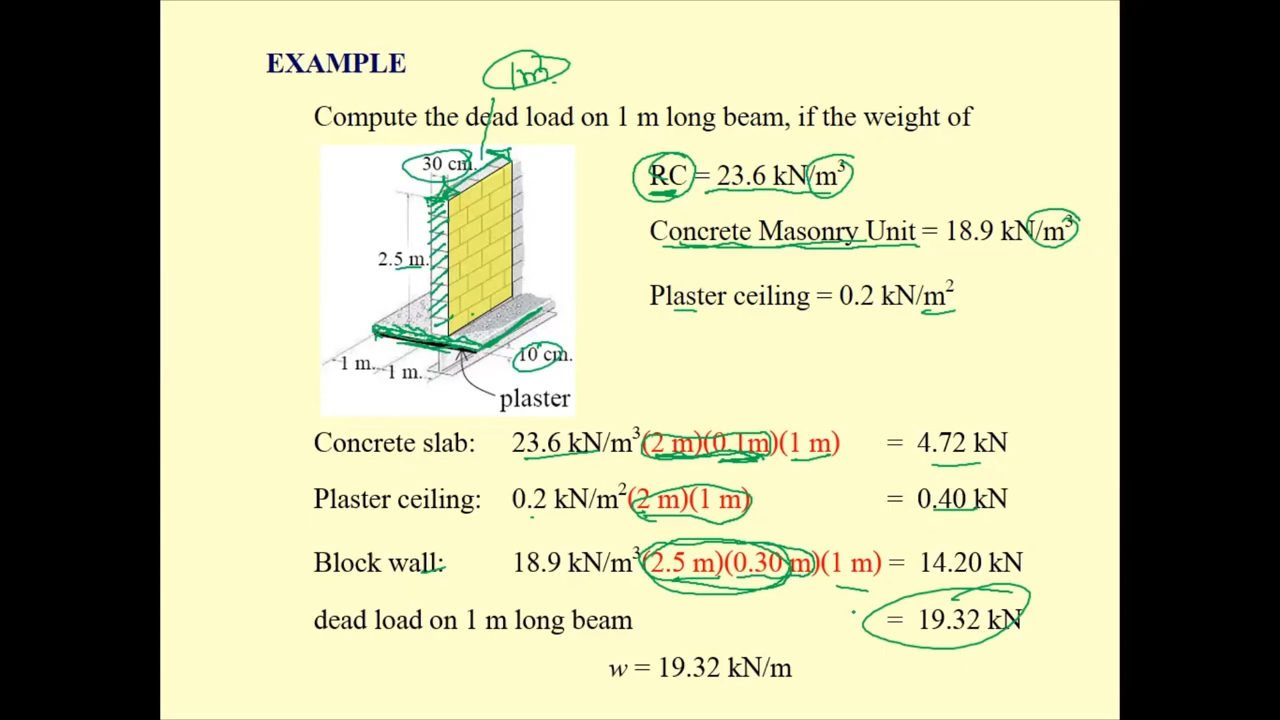 EXAMPLE
1m
Compute the dead load on 1 m long beam, if the weight of
30 cm.
RC = 23.6 kN/m³
Concrete Masonry Unit = 18.9 kN/m³
2.5 m.
Plaster ceiling = 0.2 kN/m²
10 cm.
1 m.
1 m.
plaster
Concrete slab: 23.6 kN/m³(2 m)(0.1m)(1 m) = 4.72 kN
Plaster ceiling: 0.2 kN/m²(2 m)(1 m) = 0.40 kN
Block wall: 18.9 kN/m³(2.5 m)(0.30 m)(1 m) = 14.20 kN
dead load on 1 m long beam = 19.32 kN
w = 19.32 kN/m